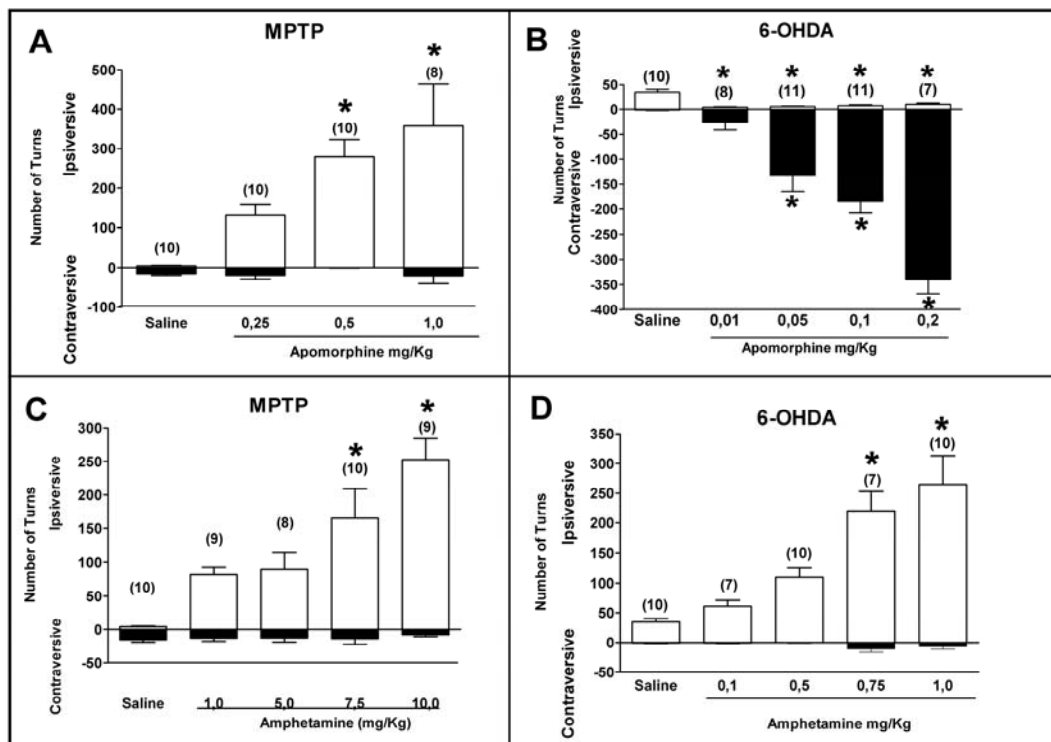 A
MPTP
Number of Turns
Ipsiversive
Contraversive
500
400
300
200
100
0
-100
(10)
(10)
*
(10)
*
(8)
Saline
0,25
0,5
1,0
Apomorphine mg/Kg
B
6-OHDA
Number of Turns
Ipsiversive
Contraversive
50
0
-50
-100
-150
-200
-250
-300
-350
-400
(10)
*
(8)
*
(11)
*
(11)
*
(7)
*
*
*
Saline
0,01
0,05
0,1
0,2
Apomorphine mg/Kg
C
MPTP
Number of Turns
Ipsiversive
Contraversive
300
250
200
150
100
50
0
-50
(10)
(9)
(8)
*
(10)
*
(9)
Saline
1,0
5,0
7,5
10,0
Amphetamine (mg/Kg)
D
6-OHDA
Number of Turns
Ipsiversive
Contraversive
350
300
250
200
150
100
50
0
-50
(10)
(7)
(10)
*
(7)
*
(10)
Saline
0,1
0,5
0,75
1,0
Amphetamine mg/Kg